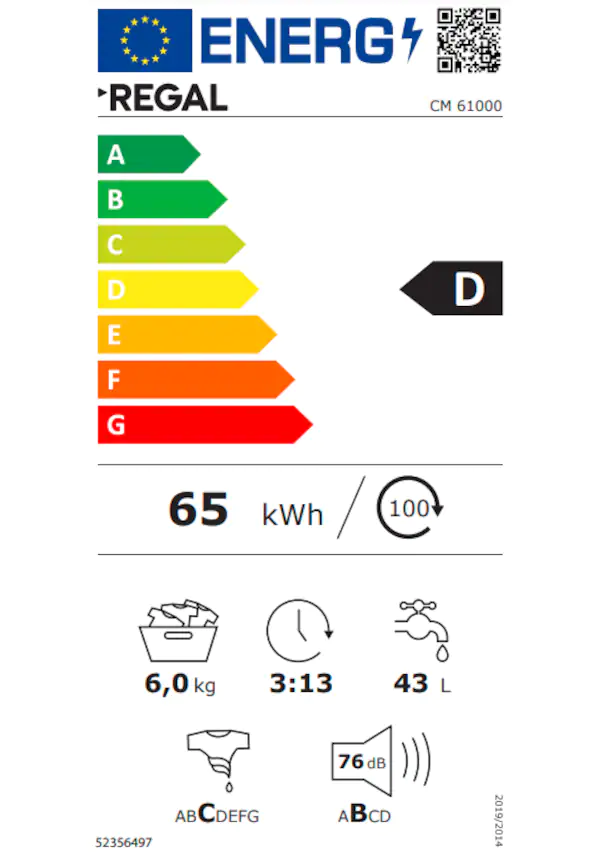 ENERG
REGAL
CM 61000
A
B
C
D
D
E
F
G
65 kWh / 100
6,0 kg
3:13
43 L
76 dB
ABCDEFG
ABCD
2019/2014
52356497